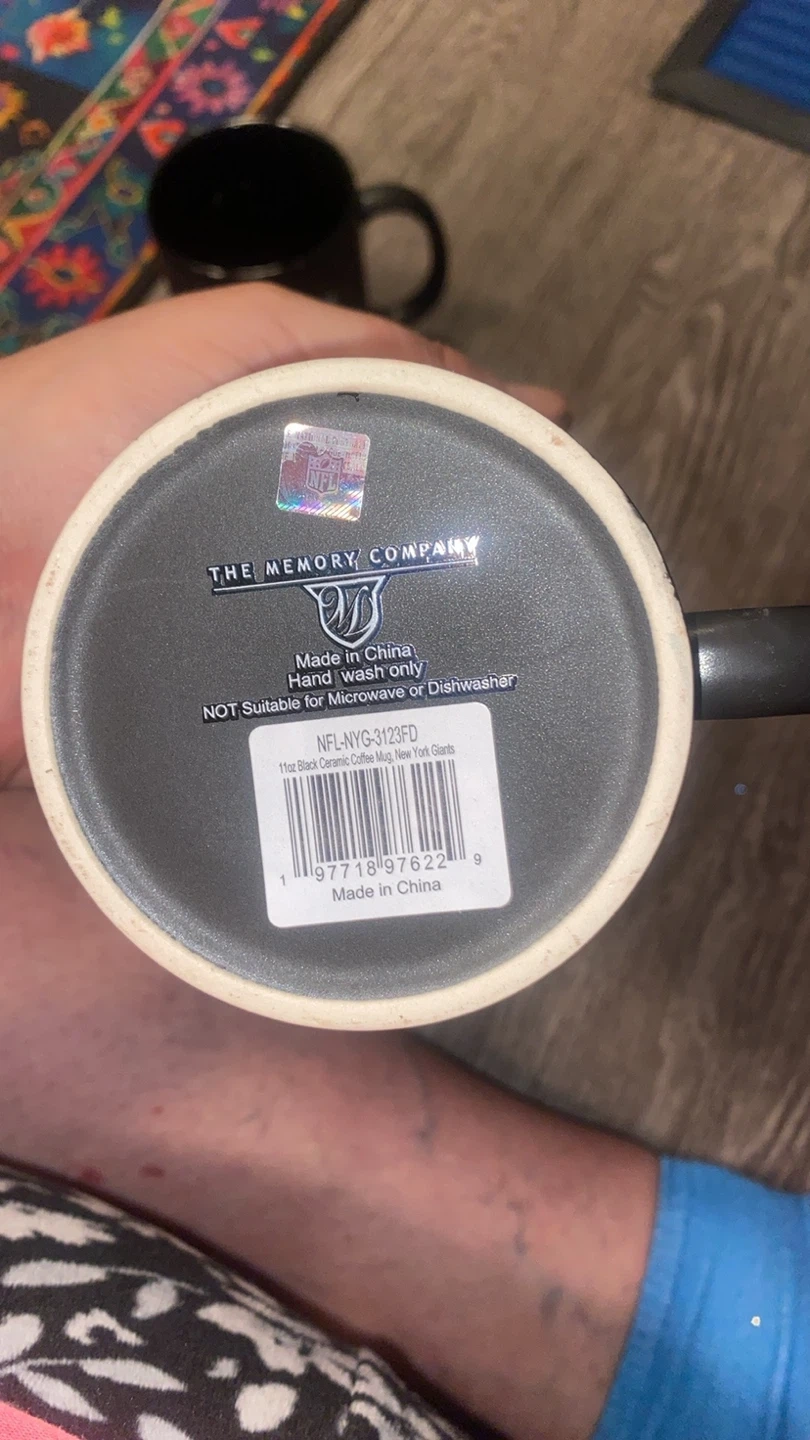 NFL
THE MEMORY COMPANY
Made in China
Hand wash only
NOT Suitable for Microwave or Dishwasher
NFL-NYG-3123FD
11oz Black Ceramic Coffee Mug, New York Giants
1 97718 97622 9
Made in China